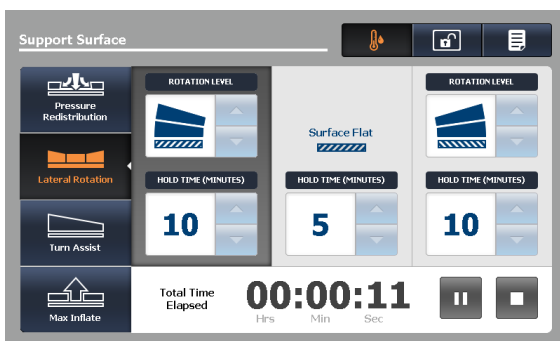 Support Surface
Pressure
Redistribution
Lateral Rotation
Turn Assist
Max Inflate
ROTATION LEVEL
HOLD TIME (MINUTES)
10
Surface Flat
HOLD TIME (MINUTES)
5
ROTATION LEVEL
HOLD TIME (MINUTES)
10
Total Time
Elapsed
00:00:11
Hrs Min Sec